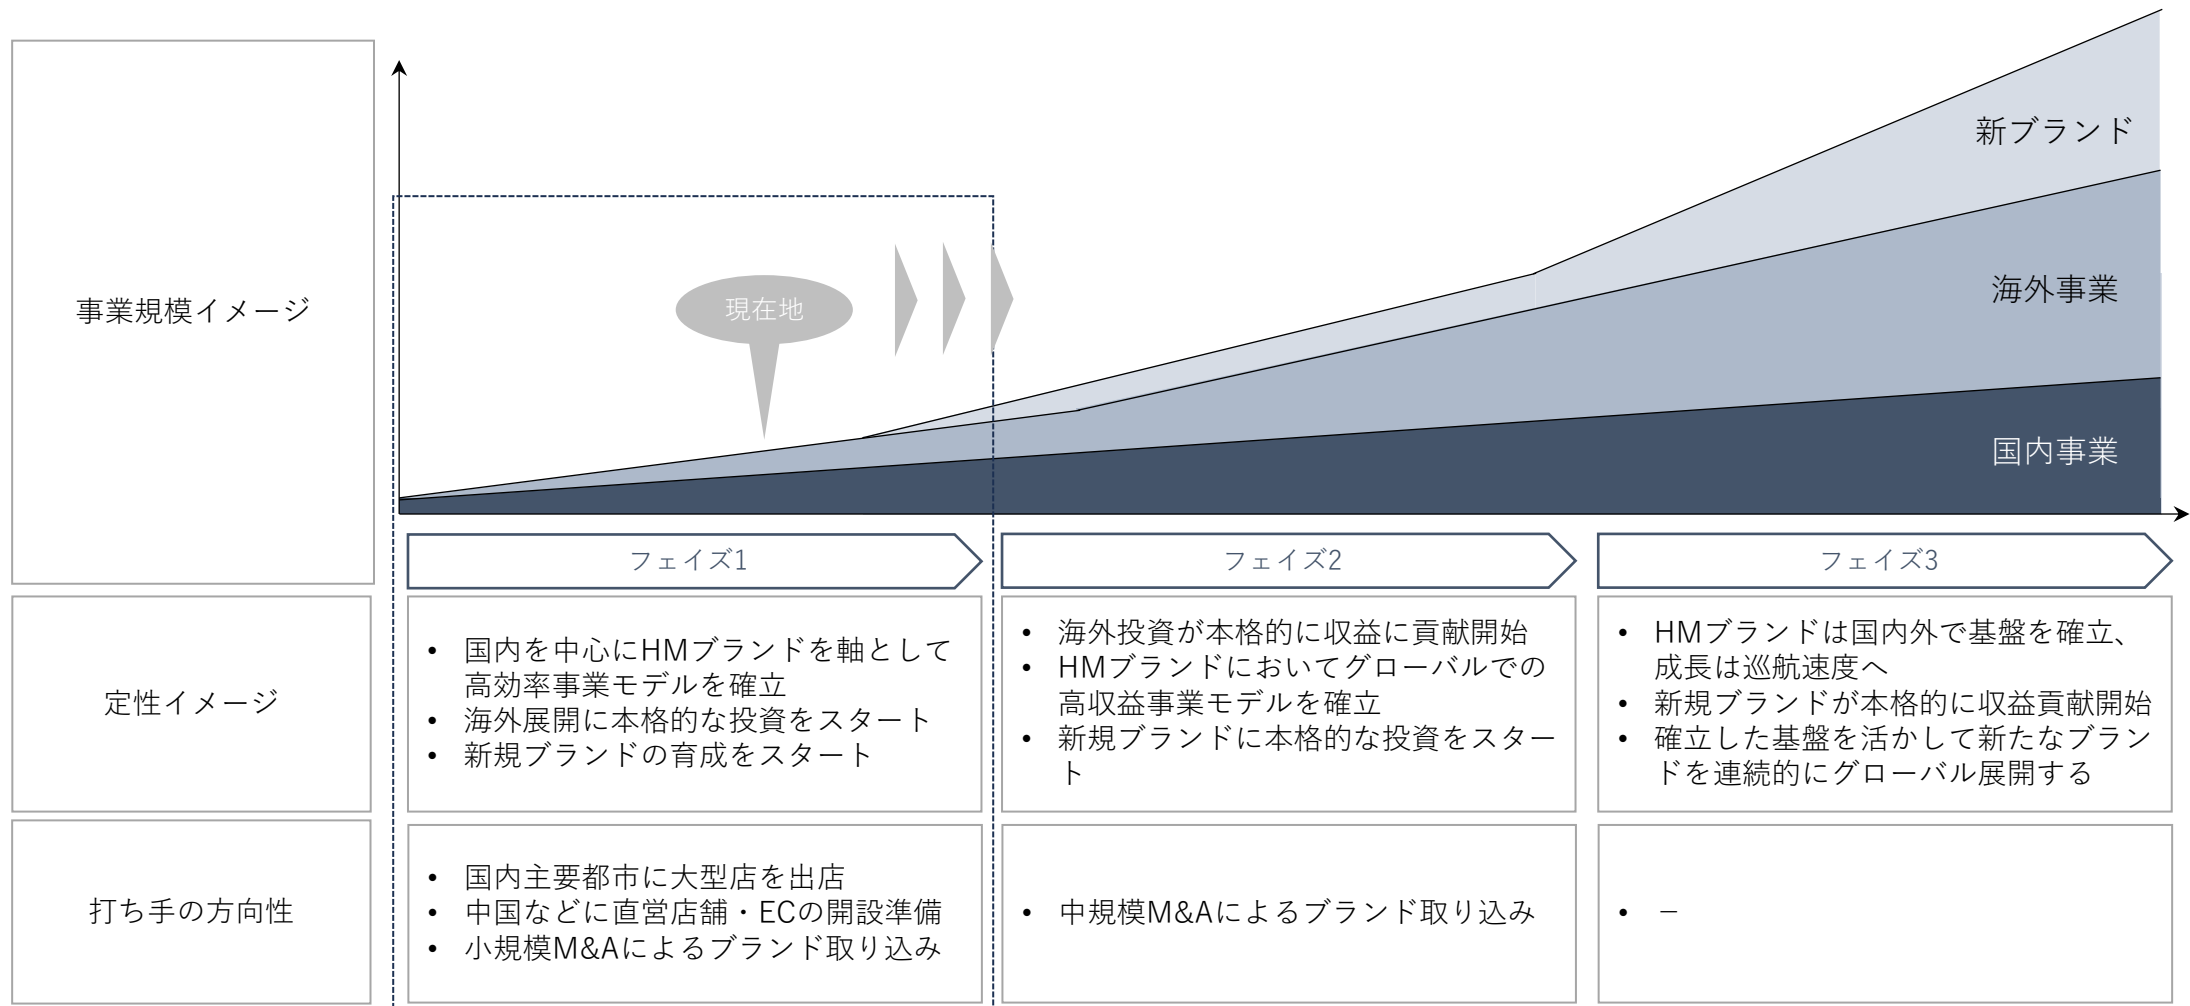 事業規模イメージ
新ブランド
海外事業
国内事業
現在地
フェイズ1
フェイズ2
フェイズ3
定性イメージ
• 国内を中心にHMブランドを軸として
高効率事業モデルを確立
• 海外展開に本格的な投資をスタート
• 新規ブランドの育成をスタート
• 海外投資が本格的に収益に貢献開始
• HMブランドにおいてグローバルでの
高収益事業モデルを確立
• 新規ブランドに本格的な投資をスター
ト
• HMブランドは国内外で基盤を確立、
成長は巡航速度へ
• 新規ブランドが本格的に収益貢献開始
• 確立した基盤を活かして新たなブラン
ドを連続的にグローバル展開する
打ち手の方向性
• 国内主要都市に大型店を出店
• 中国などに直営店舗・ECの開設準備
• 小規模M&Aによるブランド取り込み
• 中規模M&Aによるブランド取り込み
• −